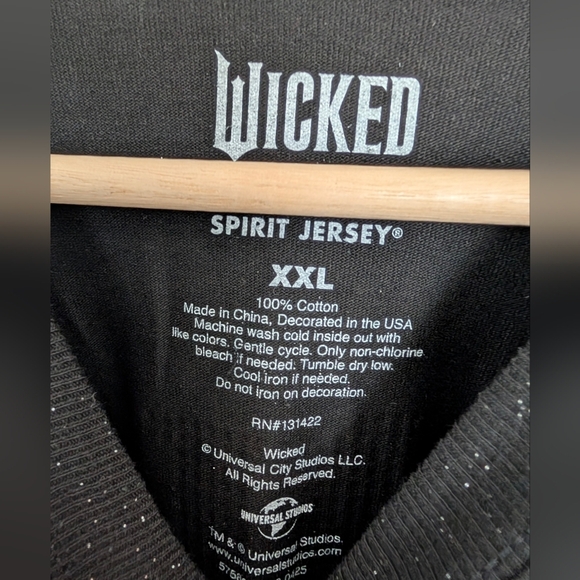 WICKED
SPIRIT JERSEY®
XXL
100% Cotton
Made in China, Decorated in the USA
Machine wash cold inside out with
like colors. Gentle cycle. Only non-chlorine
bleach if needed. Tumble dry low.
Cool iron if needed.
Do not iron on decoration.
RN#131422
Wicked
© Universal City Studios LLC.
All Rights Reserved.
UNIVERSAL STUDIOS
TM & © Universal Studios.
www.universalstudios.com
0425